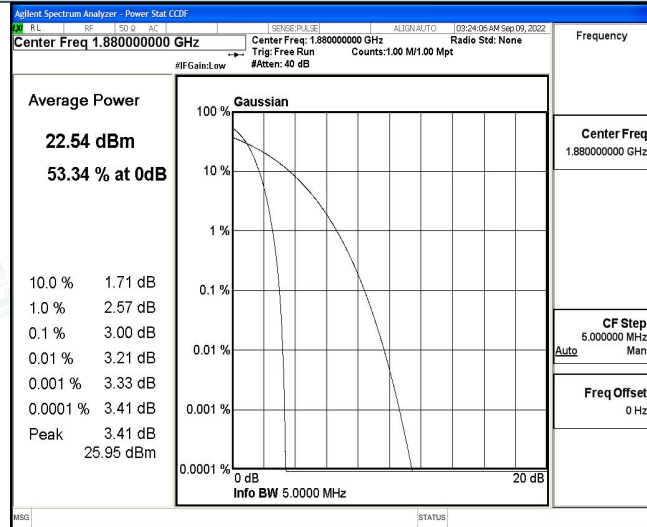 Agilent Spectrum Analyzer - Power Stat CCDF
RL RF 50 Ω AC SENSE:PULSE ALIGN AUTO 03:24:06 AM Sep 09, 2022
Center Freq 1.880000000 GHz
Center Freq: 1.880000000 GHz Radio Std: None
Trig: Free Run Counts:1.00 M/1.00 Mpt
#IFGain:Low #Atten: 40 dB
Frequency
Average Power
22.54 dBm
53.34 % at 0dB
10.0 % 1.71 dB
1.0 % 2.57 dB
0.1 % 3.00 dB
0.01 % 3.21 dB
0.001 % 3.33 dB
0.0001 % 3.41 dB
Peak 3.41 dB
25.95 dBm
Gaussian
100 %
10 %
1 %
0.1 %
0.01 %
0.001 %
0.0001 %
0 dB 20 dB
Info BW 5.0000 MHz
Center Freq
1.880000000 GHz
CF Step
5.000000 MHz
Auto Man
Freq Offset
0 Hz
MSG STATUS